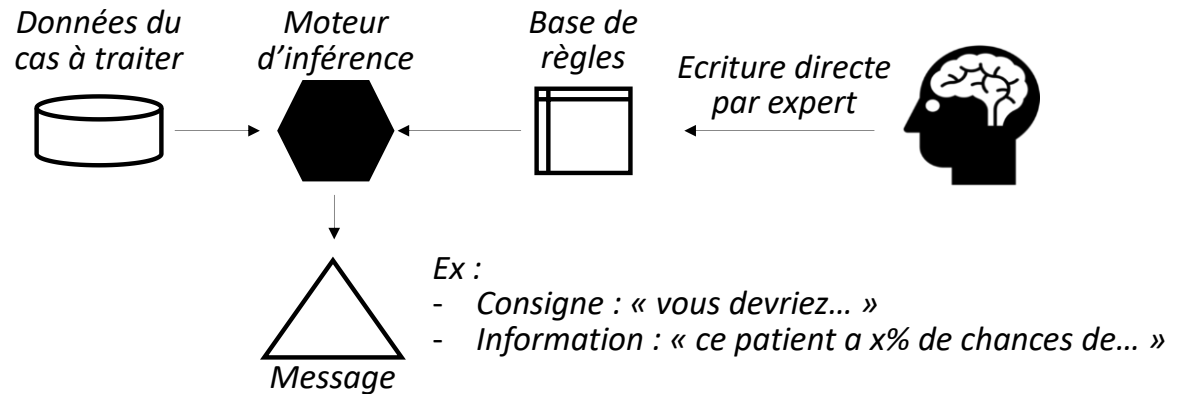 Données du
cas à traiter
Moteur
d’inférence
Base de
règles
Ecriture directe
par expert
Ex :
- Consigne : « vous devriez… »
- Information : « ce patient a x% de chances de… »
Message